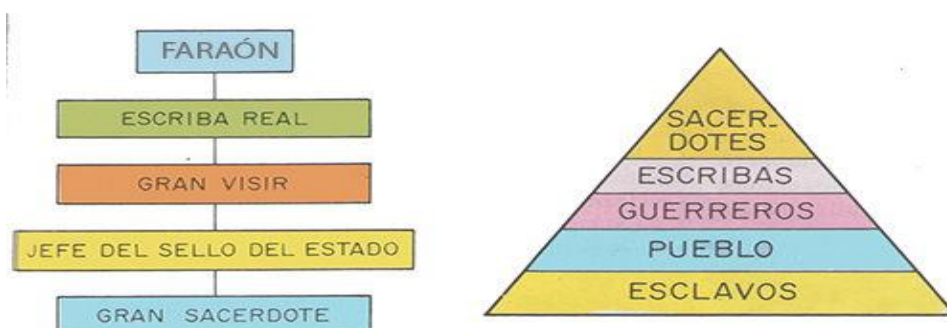 FARAÓN
ESCRIBA REAL
GRAN VISIR
JEFE DEL SELLO DEL ESTADO
GRAN SACERDOTE
SACER-
DOTES
ESCRIBAS
GUERREROS
PUEBLO
ESCLAVOS